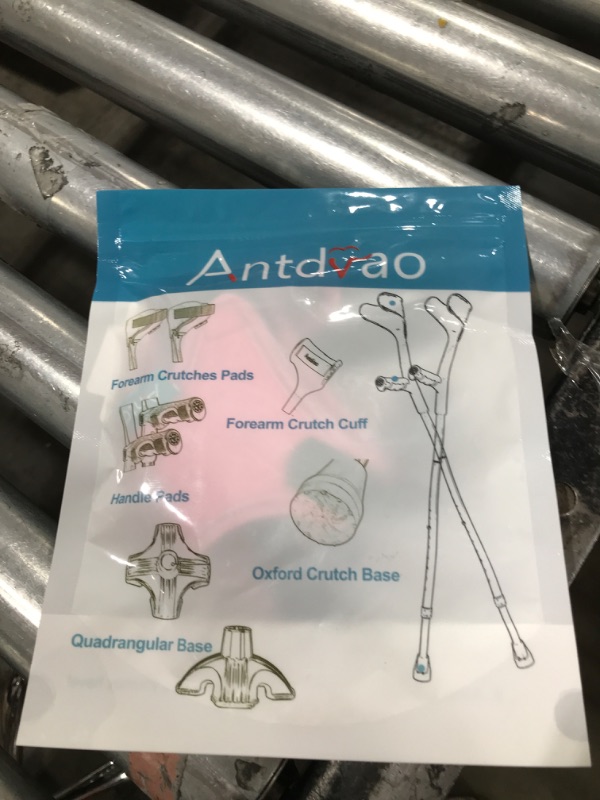 Antdvao
Forearm Crutches Pads
Forearm Crutch Cuff
Handle Pads
Oxford Crutch Base
Quadrangular Base